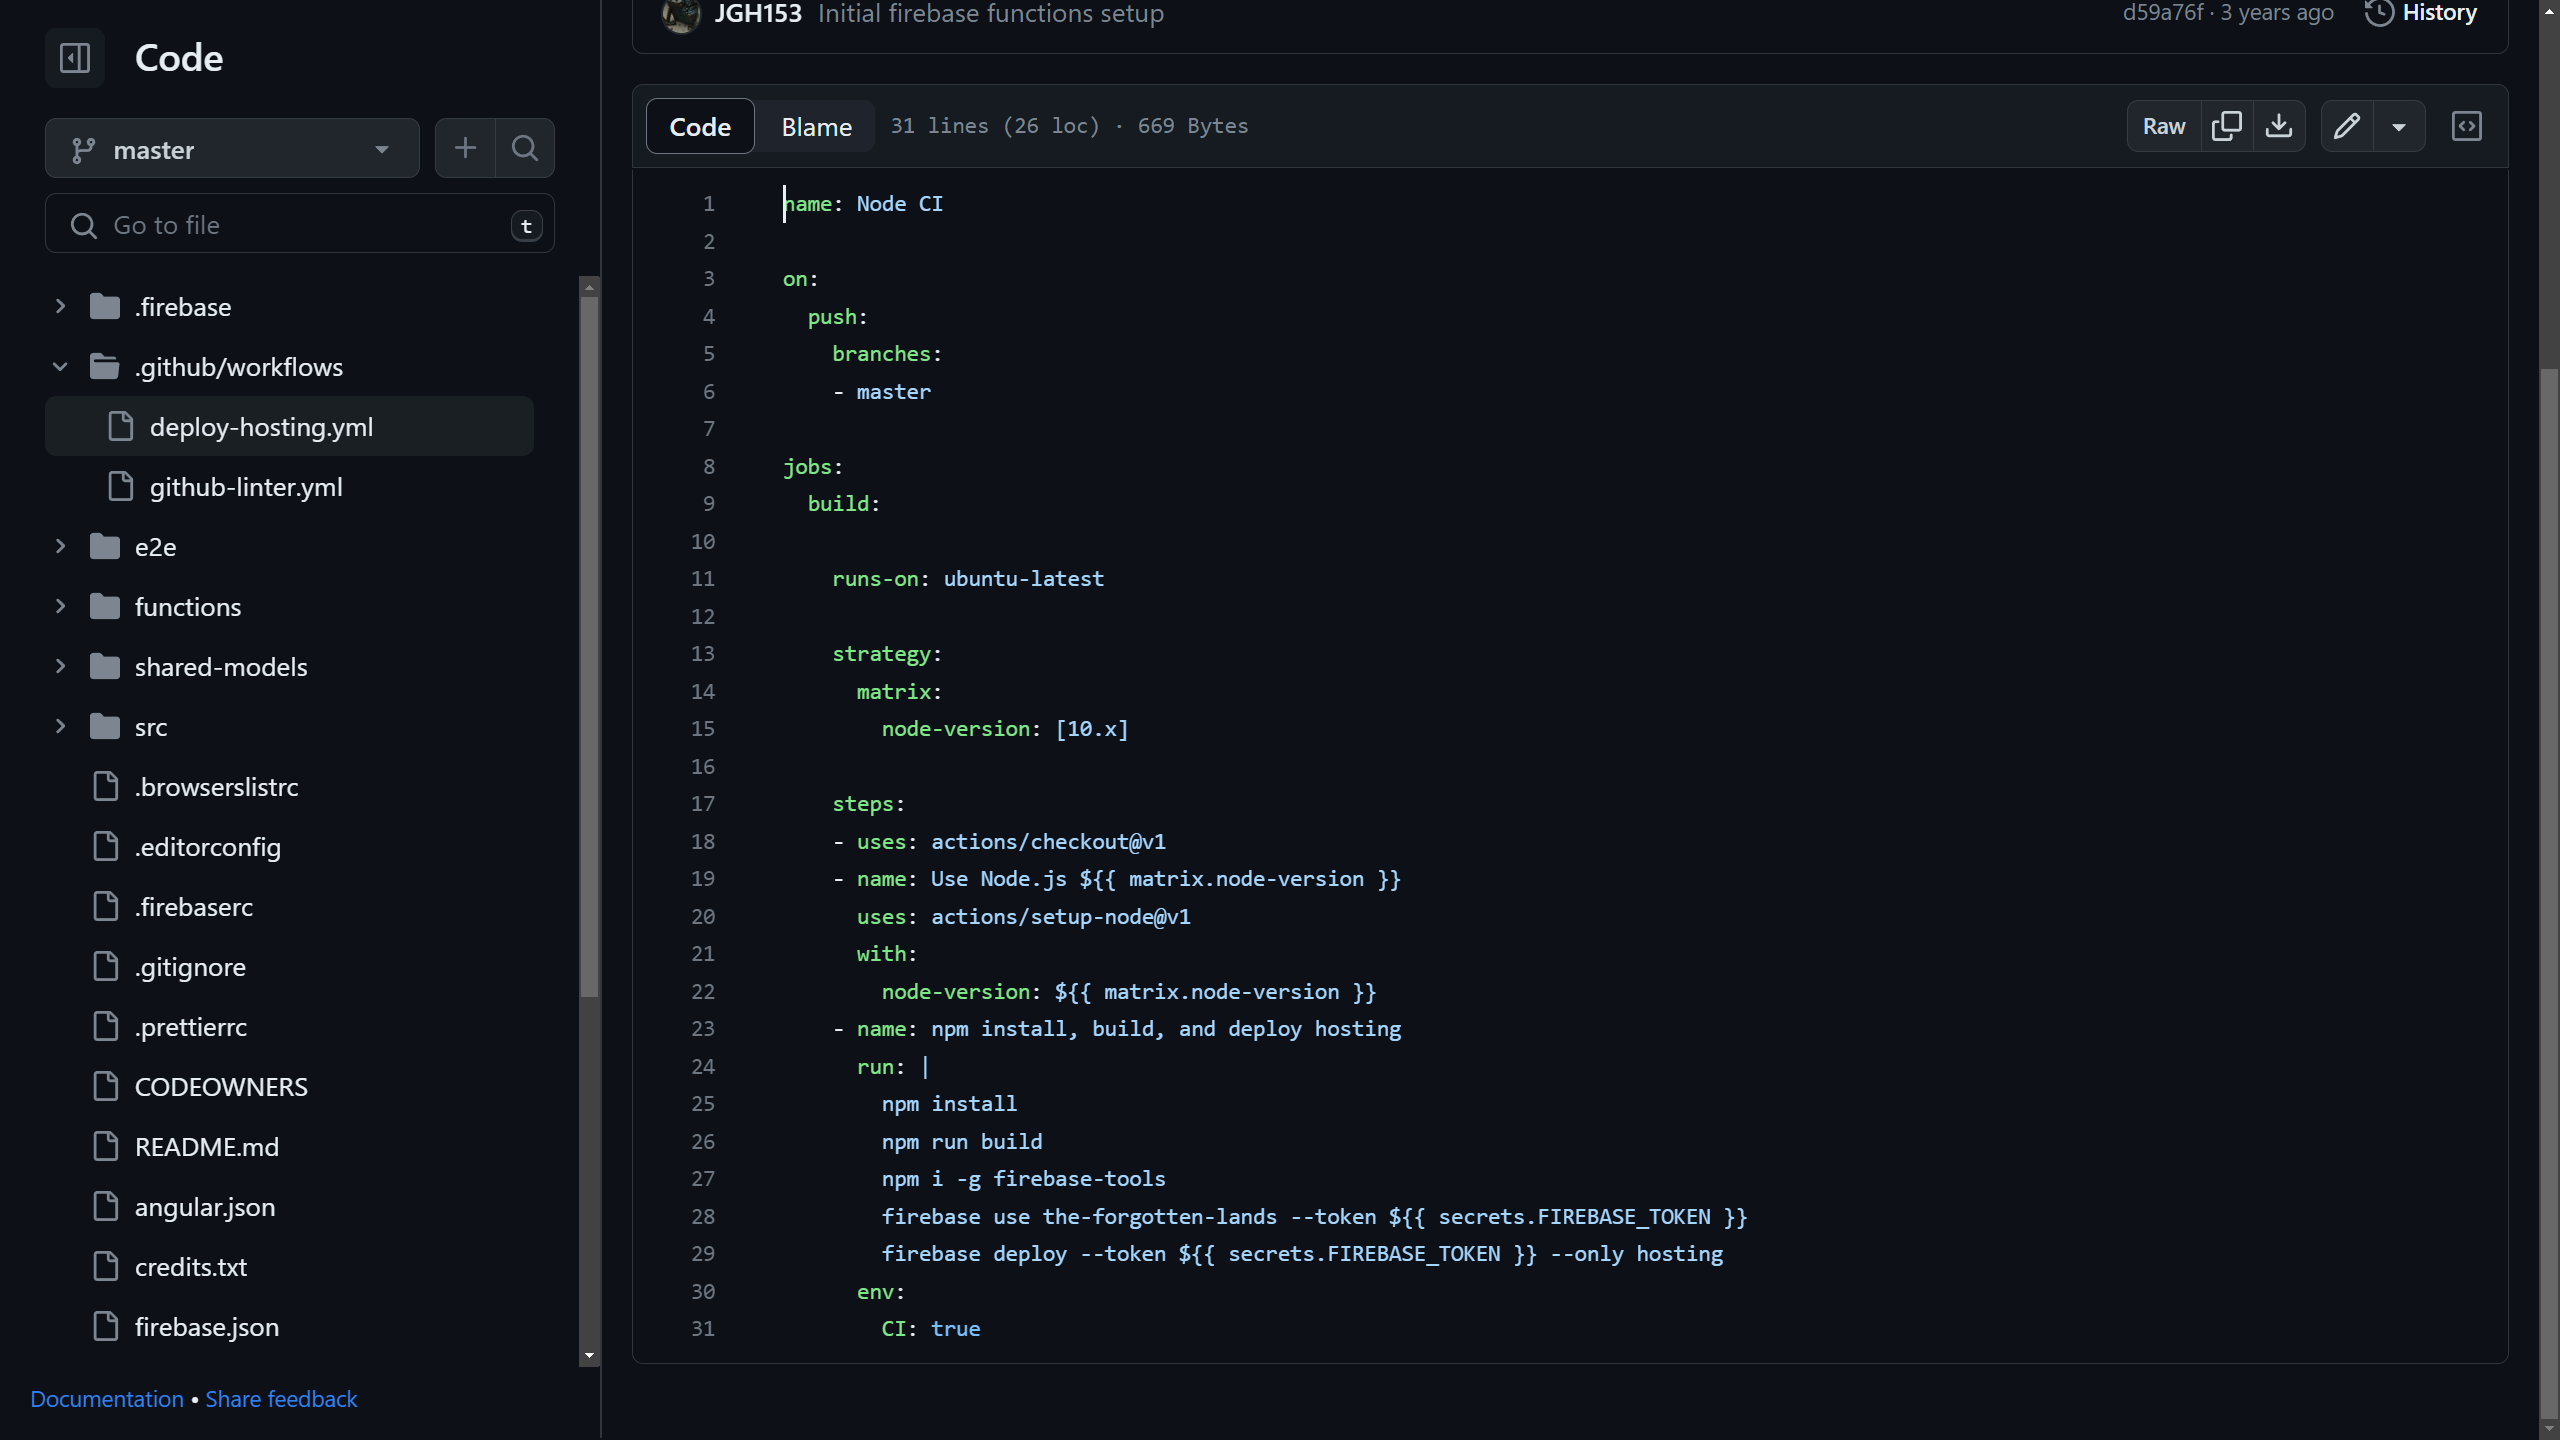 Code
master
Go to file
t
.firebase
.github/workflows
deploy-hosting.yml
github-linter.yml
e2e
functions
shared-models
src
.browserslistrc
.editorconfig
.firebaserc
.gitignore
.prettierrc
CODEOWNERS
README.md
angular.json
credits.txt
firebase.json
Documentation • Share feedback
JGH153 Initial firebase functions setup d59a76f · 3 years ago History
Code Blame 31 lines (26 loc) · 669 Bytes Raw
1 name: Node CI
2
3 on:
4   push:
5     branches:
6     - master
7
8 jobs:
9   build:
10
11     runs-on: ubuntu-latest
12
13     strategy:
14       matrix:
15         node-version: [10.x]
16
17     steps:
18     - uses: actions/checkout@v1
19     - name: Use Node.js ${{ matrix.node-version }}
20       uses: actions/setup-node@v1
21       with:
22         node-version: ${{ matrix.node-version }}
23     - name: npm install, build, and deploy hosting
24       run: |
25         npm install
26         npm run build
27         npm i -g firebase-tools
28         firebase use the-forgotten-lands --token ${{ secrets.FIREBASE_TOKEN }}
29         firebase deploy --token ${{ secrets.FIREBASE_TOKEN }} --only hosting
30       env:
31         CI: true